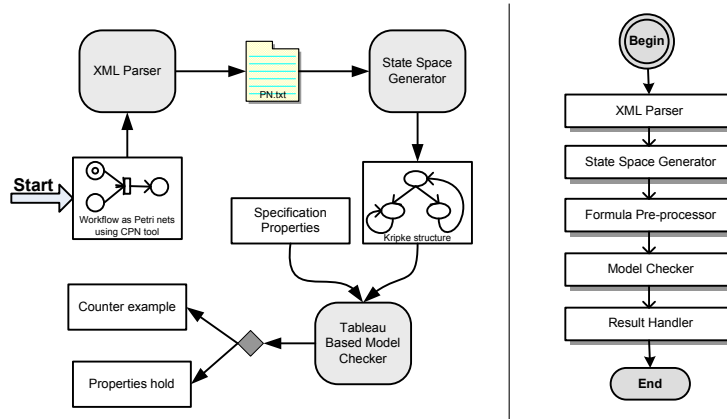 XML Parser
PN.txt
State Space
Generator
Start
Workflow as Petri nets
using CPN tool
Specification
Properties
Kripke structure
Counter example
Properties hold
Tableau
Based Model
Checker
Begin
XML Parser
State Space Generator
Formula Pre-processor
Model Checker
Result Handler
End